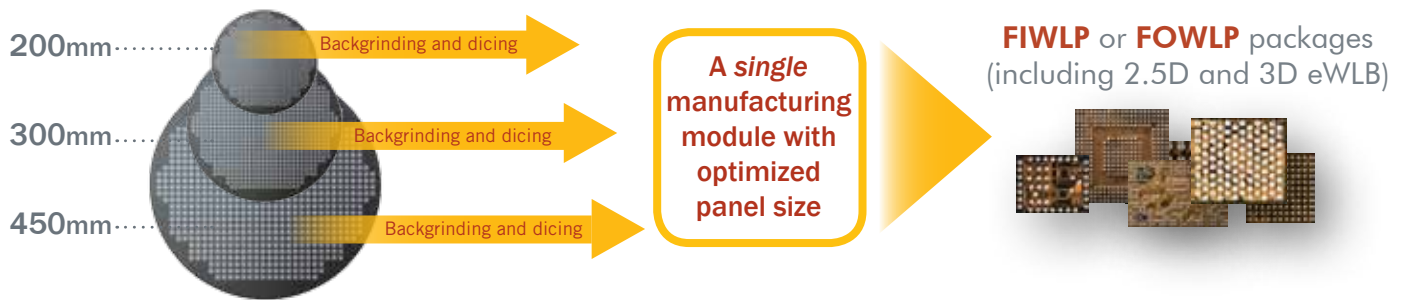 200mm
Backgrinding and dicing
300mm
Backgrinding and dicing
450mm
Backgrinding and dicing
A single
manufacturing
module with
optimized
panel size
FIWLP or FOWLP packages
(including 2.5D and 3D eWLB)